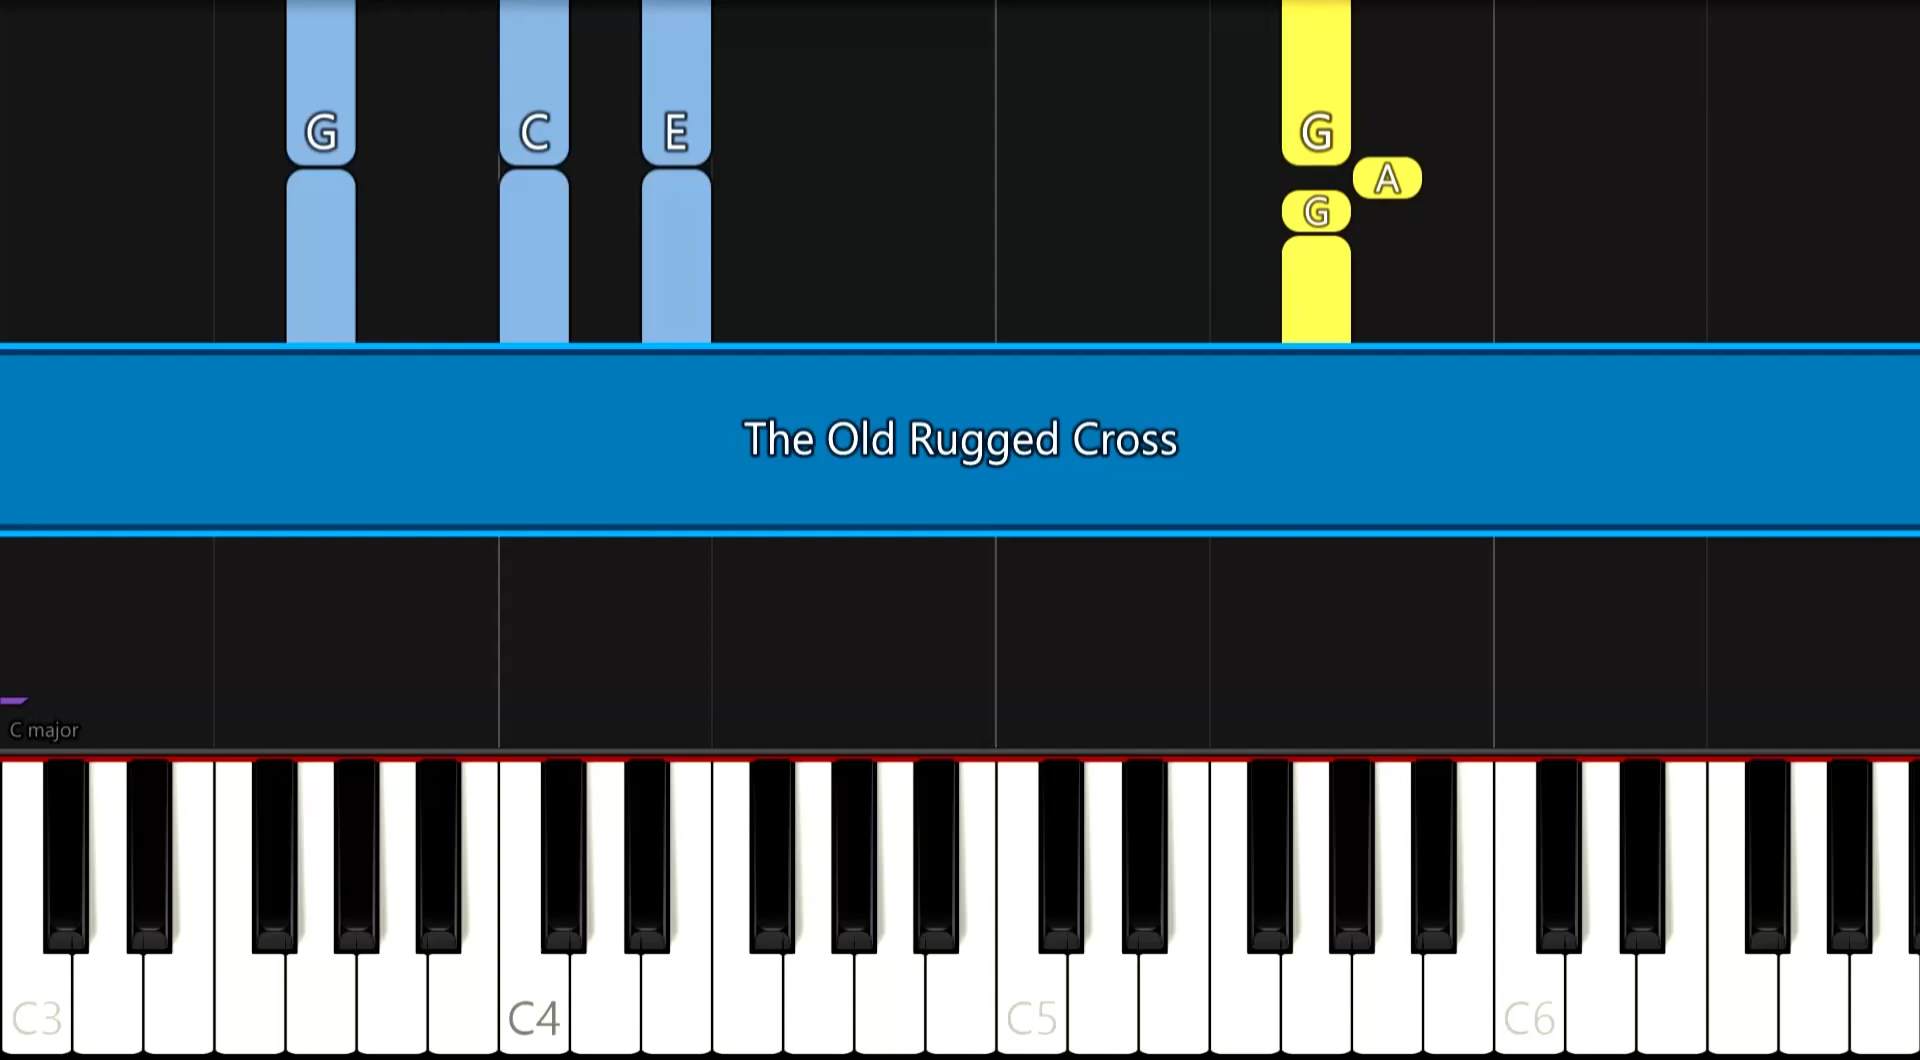 G C E G
A
G
The Old Rugged Cross
C major
C3 C4 C5 C6